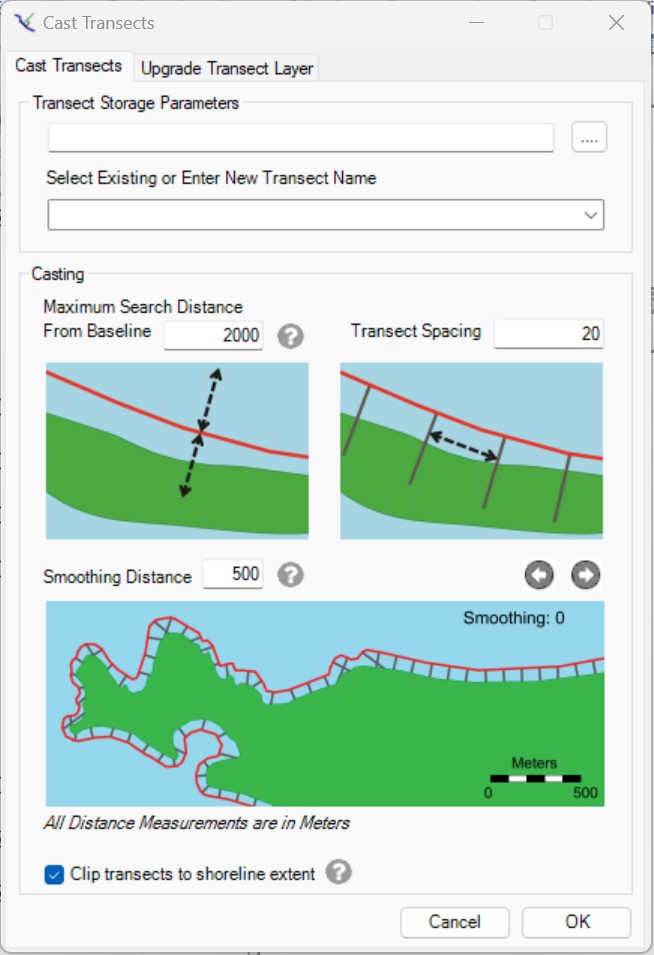 Cast Transects
Cast Transects
Upgrade Transect Layer
Transect Storage Parameters
....
Select Existing or Enter New Transect Name
Casting
Maximum Search Distance
From Baseline 2000 ?
Transect Spacing 20
Smoothing Distance 500 ?
Smoothing: 0
Meters
0 500
All Distance Measurements are in Meters
Clip transects to shoreline extent ?
Cancel OK